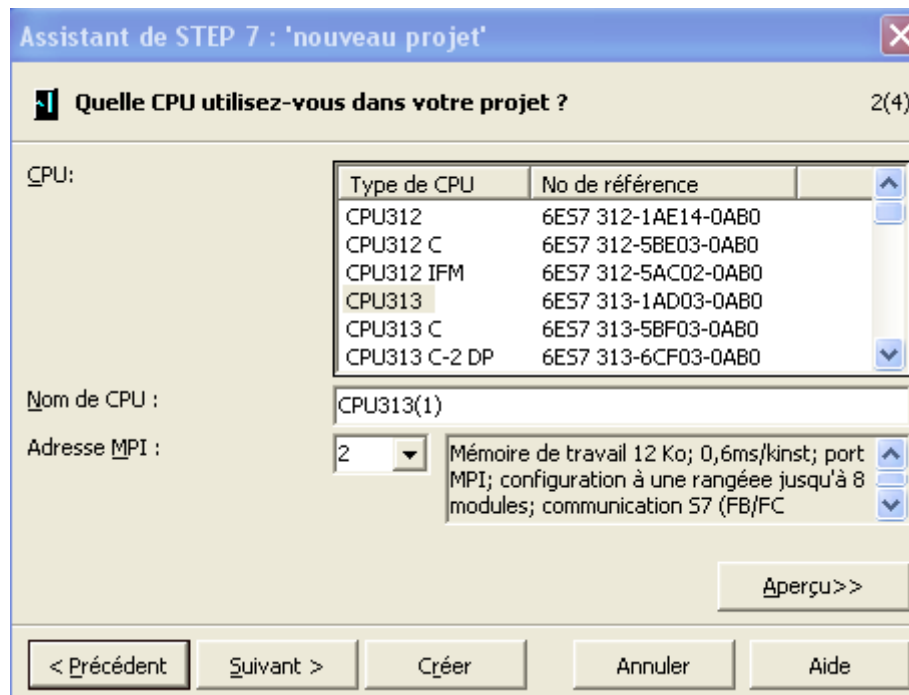 Assistant de STEP 7 : 'nouveau projet'
Quelle CPU utilisez-vous dans votre projet ? 2(4)
CPU:
Type de CPU No de référence
CPU312 6ES7 312-1AE14-0AB0
CPU312 C 6ES7 312-5BE03-0AB0
CPU312 IFM 6ES7 312-5AC02-0AB0
CPU313 6ES7 313-1AD03-0AB0
CPU313 C 6ES7 313-5BF03-0AB0
CPU313 C-2 DP 6ES7 313-6CF03-0AB0
Nom de CPU : CPU313(1)
Adresse MPI : 2
Mémoire de travail 12 Ko; 0,6ms/kinst; port
MPI; configuration à une rangéee jusqu'à 8
modules; communication S7 (FB/FC
Aperçu>>
< Précédent Suivant > Créer Annuler Aide